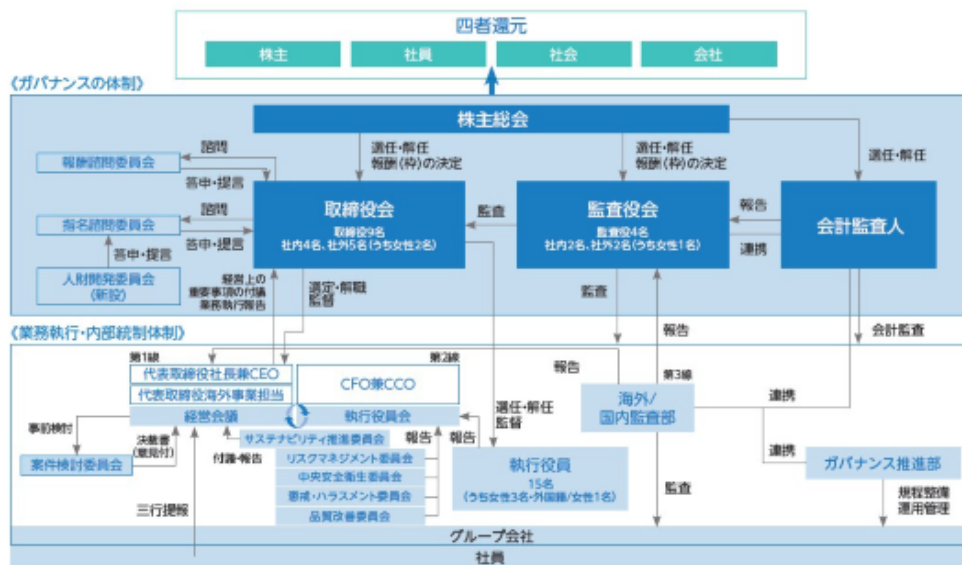 四者還元
株主
社員
社会
会社
《ガバナンスの体制》
株主総会
選任・解任
報酬(枠)の決定
選任・解任
報酬(枠)の決定
選任・解任
報酬諮問委員会
諮問
答申・提言
指名諮問委員会
諮問
答申・提言
答申・提言
人財開発委員会
(新設)
取締役会
取締役9名
社内4名、社外5名(うち女性2名)
監査
監査役会
監査役4名
社内2名、社外2名(うち女性1名)
報告
連携
会計監査人
経営上の
重要事項の付議
業務執行報告
選定・解職
監督
監査
報告
会計監査
《業務執行・内部統制体制》
第1線
代表取締役社長兼CEO
代表取締役海外事業担当
経営会議
第2線
CFO兼CCO
執行役員会
報告
第3線
海外/
国内監査部
連携
選任・解任
監督
事前検討
案件検討委員会
決裁書
(意見付)
付議・報告
サステナビリティ推進委員会
リスクマネジメント委員会
中央安全衛生委員会
懲戒・ハラスメント委員会
品質改善委員会
報告
報告
執行役員
15名
(うち女性3名・外国籍/女性1名)
監査
連携
ガバナンス推進部
規程整備
運用管理
三行提報
グループ会社
社員